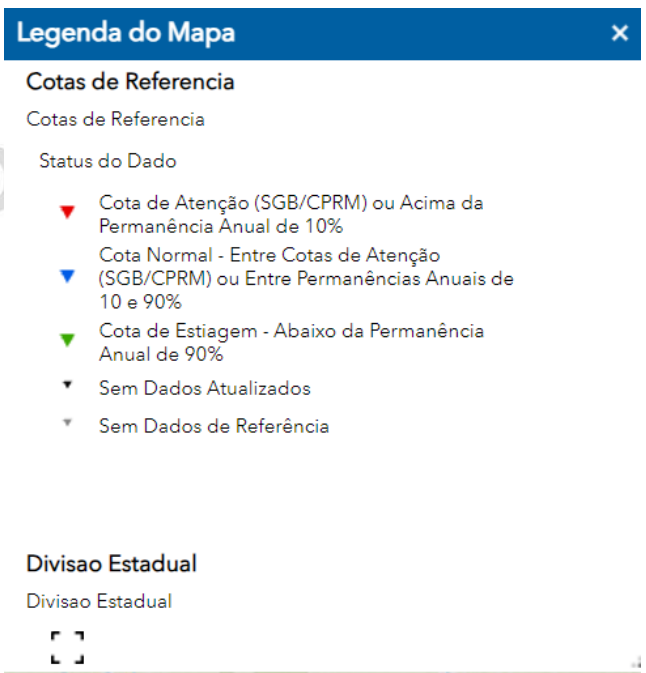 Legenda do Mapa ×
Cotas de Referencia
Cotas de Referencia
Status do Dado
Cota de Atenção (SGB/CPRM) ou Acima da
Permanência Anual de 10%
Cota Normal - Entre Cotas de Atenção
(SGB/CPRM) ou Entre Permanências Anuais de
10 e 90%
Cota de Estiagem - Abaixo da Permanência
Anual de 90%
Sem Dados Atualizados
Sem Dados de Referência
Divisao Estadual
Divisao Estadual